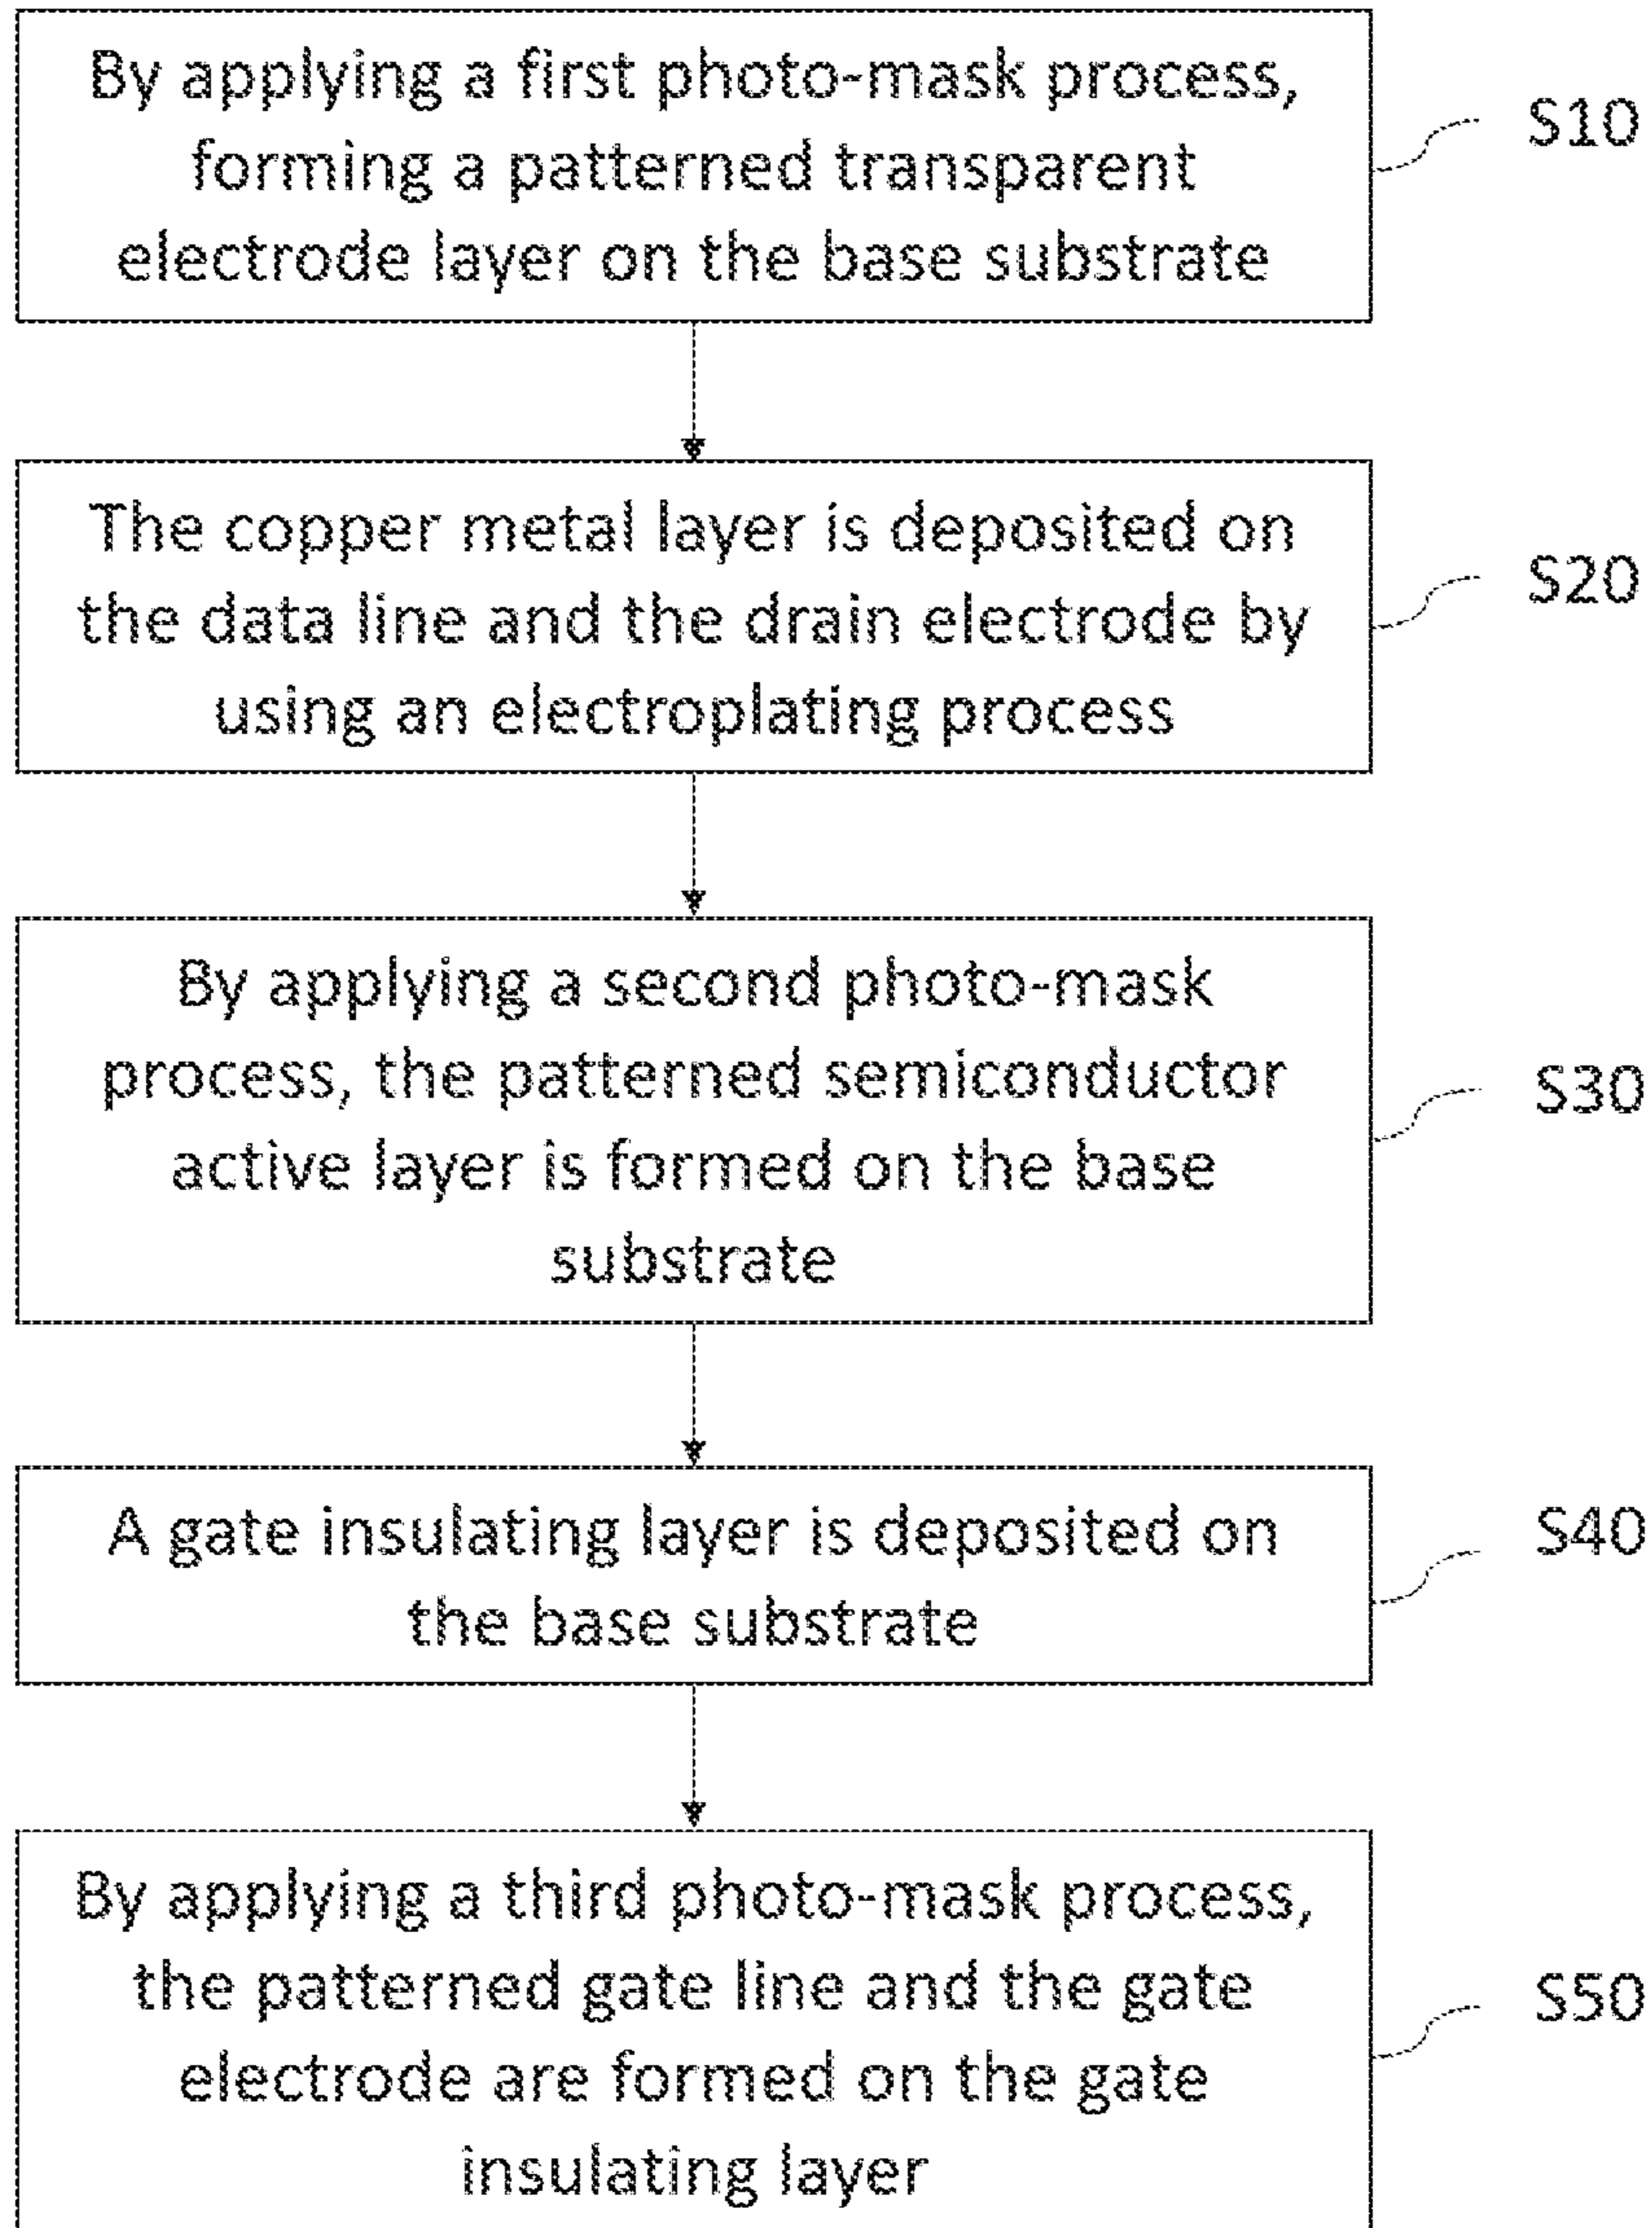 By applying a first photo-mask process,
forming a patterned transparent
electrode layer on the base substrate
S10
The copper metal layer is deposited on
the data line and the drain electrode by
using an electroplating process
S20
By applying a second photo-mask
process, the patterned semiconductor
active layer is formed on the base
substrate
S30
A gate insulating layer is deposited on
the base substrate
S40
By applying a third photo-mask process,
the patterned gate line and the gate
electrode are formed on the gate
insulating layer
S50